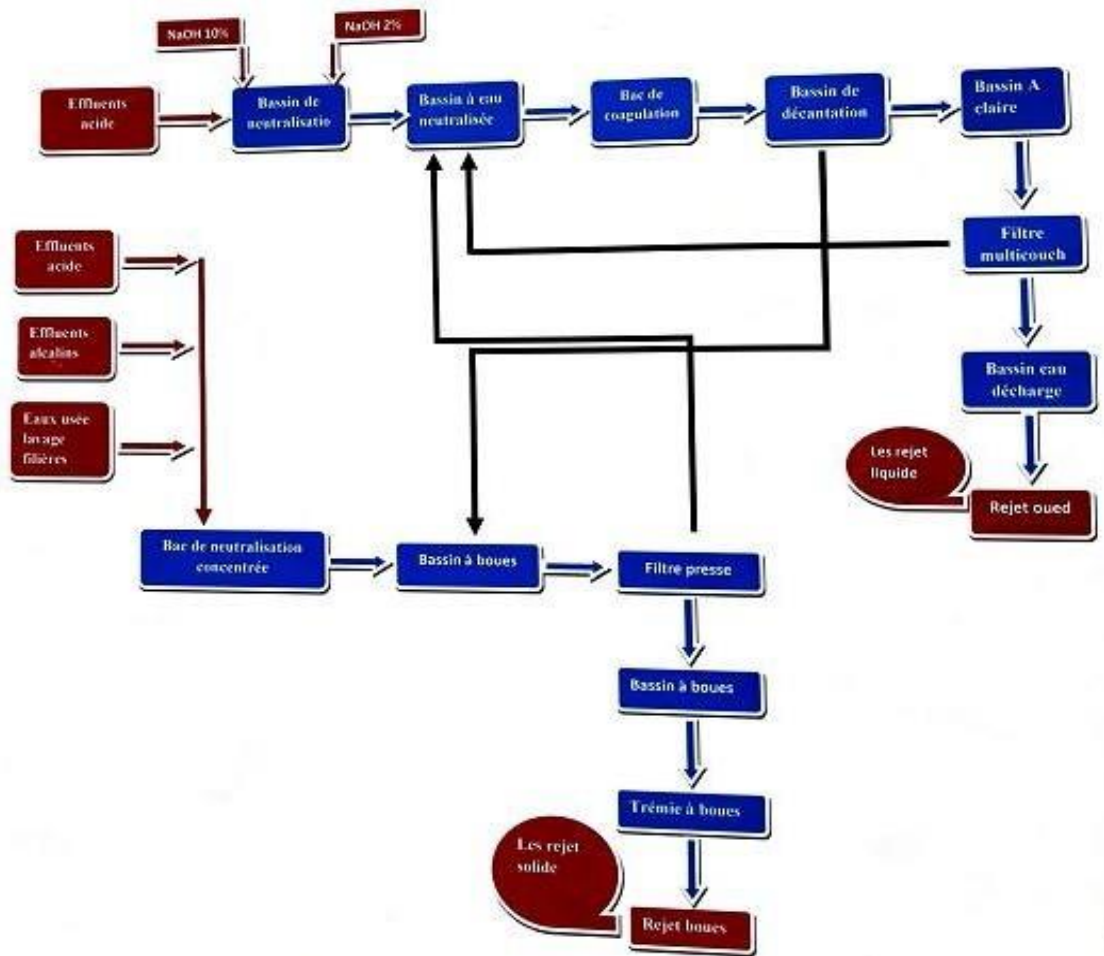 NaOH 10%
NaOH 2%
Effluents
acide
Bassin de
neutralisatio
Bassin à eau
neutralisée
Bac de
coagulation
Bassin de
décantation
Bassin A
claire
Effluents
acide
Filtre
multicouch
Effluents
alcalins
Bassin eau
décharge
Eaux usée
lavage
filières
Les rejet
liquide
Rejet oued
Bac de neutralisation
concentrée
Bassin à boues
Filtre presse
Bassin à boues
Trémie à boues
Les rejet
solide
Rejet boues